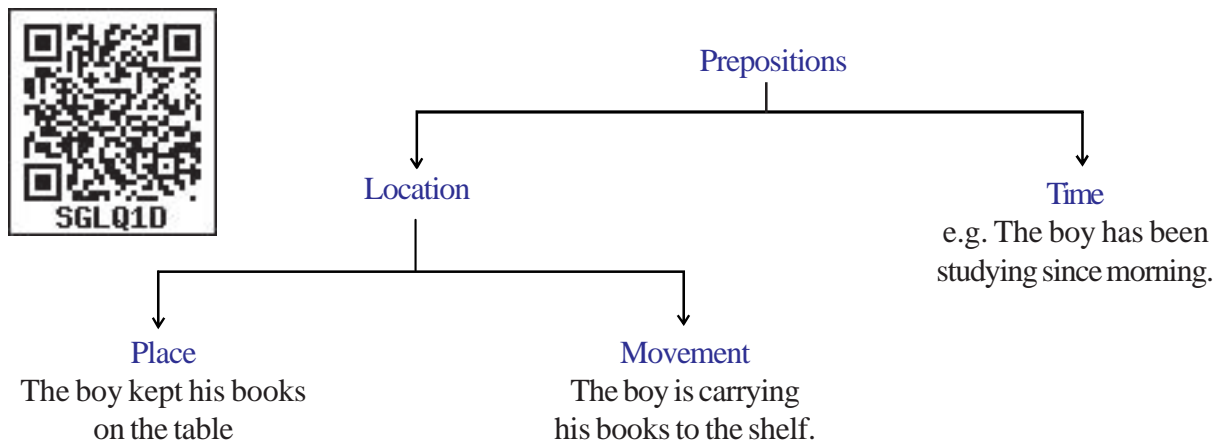 SGLQ1D
Prepositions
Location
Time
e.g. The boy has been
studying since morning.
Place
The boy kept his books
on the table
Movement
The boy is carrying
his books to the shelf.